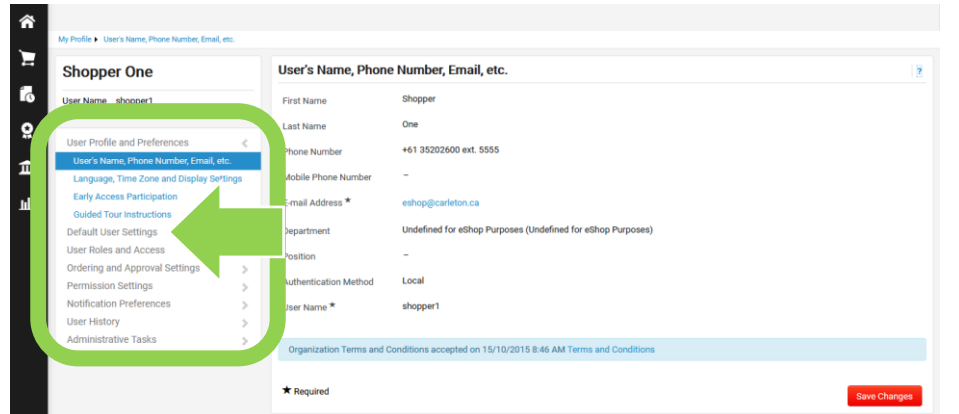 My Profile ▸ User's Name, Phone Number, Email, etc.
Shopper One
User Name shopper1
User Profile and Preferences
User's Name, Phone Number, Email, etc.
Language, Time Zone and Display Settings
Early Access Participation
Guided Tour Instructions
Default User Settings
User Roles and Access
Ordering and Approval Settings
Permission Settings
Notification Preferences
User History
Administrative Tasks
User's Name, Phone Number, Email, etc.
?
First Name Shopper
Last Name One
Phone Number +61 35202600 ext. 5555
Mobile Phone Number –
E-mail Address ★ eshop@carleton.ca
Department Undefined for eShop Purposes (Undefined for eShop Purposes)
Position –
Authentication Method Local
User Name ★ shopper1
Organization Terms and Conditions accepted on 15/10/2015 8:46 AM Terms and Conditions
★ Required
Save Changes